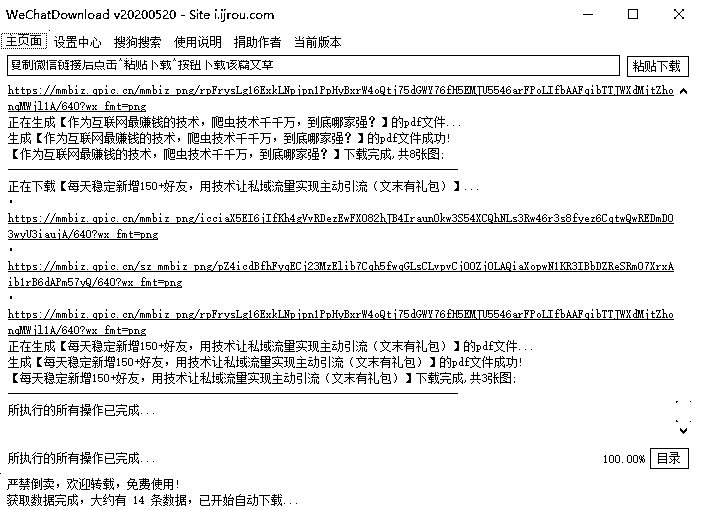 WeChatDownload v20200520 - Site i.ijrou.com
主页面 设置中心 搜狗搜索 使用说明 捐助作者 当前版本
复制微信链接后点击"粘贴下载"按钮下载该篇文章 粘贴下载
https://mmbiz.qpic.cn/mmbiz_png/rpFrysLg16ExkLNpjpn1PpHyBxrW4oQtj75dGWY76fM5EMJU5546arFPoLIfbAAFqibTTJWXdMjtZho
nqMWjl1A/640?wx_fmt=png
正在生成【作为互联网最赚钱的技术，爬虫技术千千万，到底哪家强？】的pdf文件...
生成【作为互联网最赚钱的技术，爬虫技术千千万，到底哪家强？】的pdf文件成功!
【作为互联网最赚钱的技术，爬虫技术千千万，到底哪家强？】下载完成,共8张图;
正在下载【每天稳定新增150+好友，用技术让私域流量实现主动引流（文末有礼包）】...
https://mmbiz.qpic.cn/mmbiz_png/icciaX5EI6jIfKh4gVvRDezEwFX082hJB4Iraun0kw3S54XCQhNLs3Rw46r3s8fyez6CqtwQwREDmD0
3wyU3iaujA/640?wx_fmt=png
https://mmbiz.qpic.cn/sz_mmbiz_png/pZ4icdBfhFyqECj23MzElib7Cqh5fwqGLsCLvpvCj00Zj0LAQiaXopwN1KR3IBbDZReSRm07XrxA
ib1rB6dAPm57yQ/640?wx_fmt=png
https://mmbiz.qpic.cn/mmbiz_png/rpFrysLg16ExkLNpjpn1PpHyBxrW4oQtj75dGWY76fM5EMJU5546arFPoLIfbAAFqibTTJWXdMjtZho
nqMWjl1A/640?wx_fmt=png
正在生成【每天稳定新增150+好友，用技术让私域流量实现主动引流（文末有礼包）】的pdf文件...
生成【每天稳定新增150+好友，用技术让私域流量实现主动引流（文末有礼包）】的pdf文件成功!
【每天稳定新增150+好友，用技术让私域流量实现主动引流（文末有礼包）】下载完成,共3张图;
所执行的所有操作已完成...
所执行的所有操作已完成... 100.00% 目录
严禁倒卖，欢迎转载，免费使用!
获取数据完成，大约有 14 条数据，已开始自动下载...